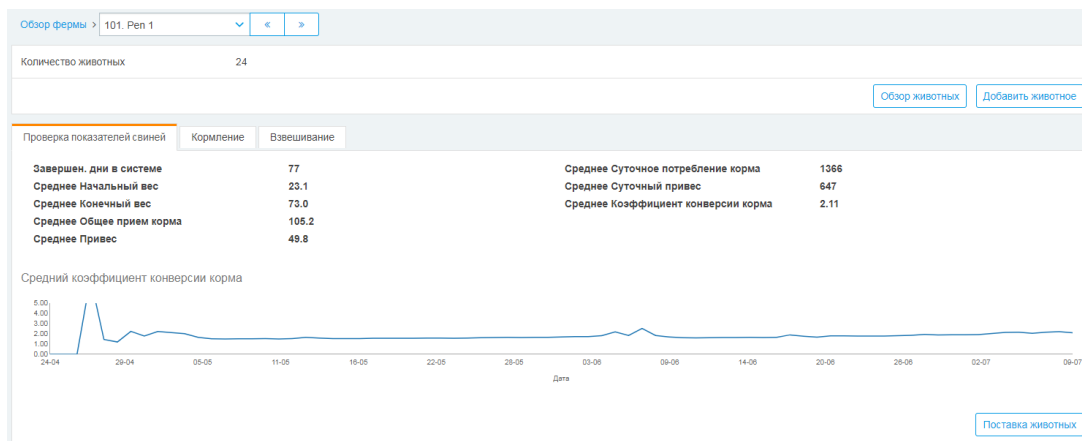 Обзор фермы > 101. Pen 1 « »
Количество животных 24
Обзор животных Добавить животное
Проверка показателей свиней Кормление Взвешивание
Завершен. дни в системе 77 Среднее Суточное потребление корма 1366
Среднее Начальный вес 23.1 Среднее Суточный привес 647
Среднее Конечный вес 73.0 Среднее Коэффициент конверсии корма 2.11
Среднее Общее прием корма 105.2
Среднее Привес 49.8
Средний коэффициент конверсии корма
5.00
4.00
3.00
2.00
1.00
0.00
24-04 29-04 05-05 11-05 16-05 22-05 28-05 03-06 09-06 14-06 20-06 26-06 02-07 09-07
Дата
Поставка животных